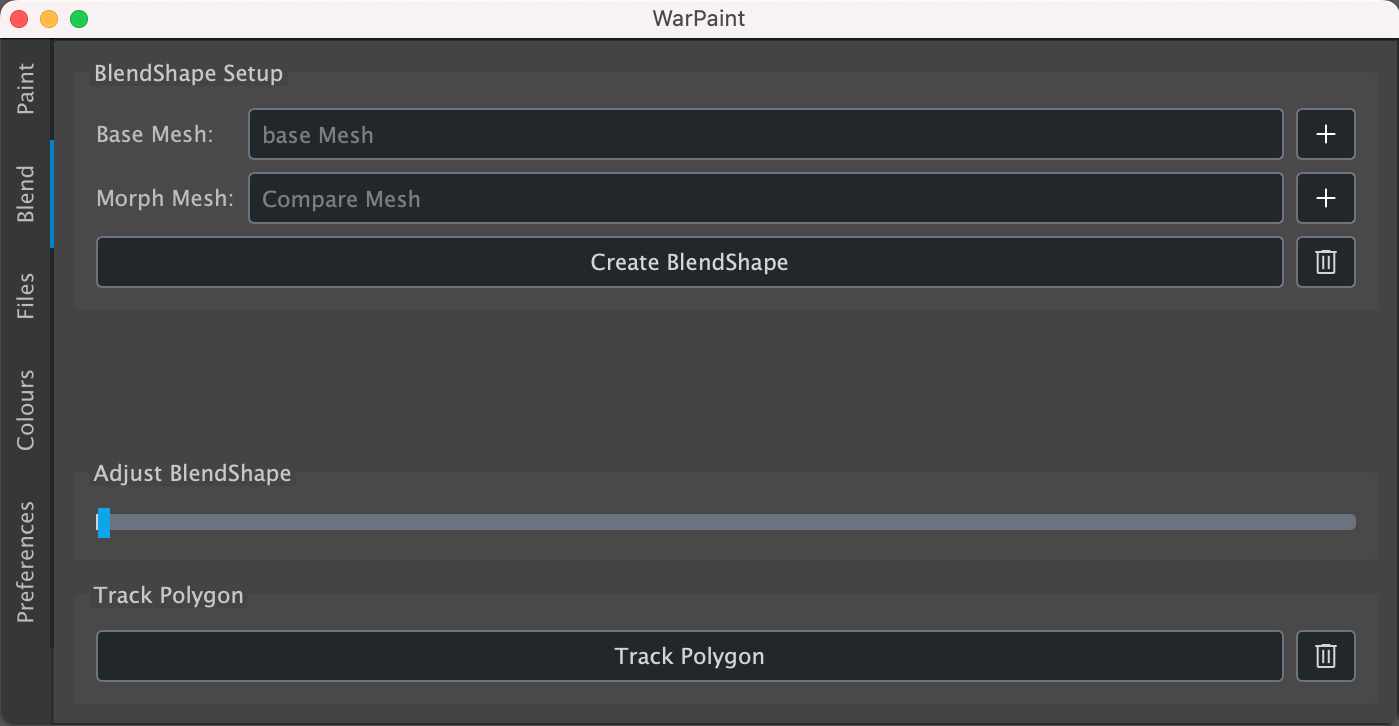 WarPaint
Paint
Blend
Files
Colours
Preferences
BlendShape Setup
Base Mesh: base Mesh
Morph Mesh: Compare Mesh
Create BlendShape
Adjust BlendShape
Track Polygon
Track Polygon